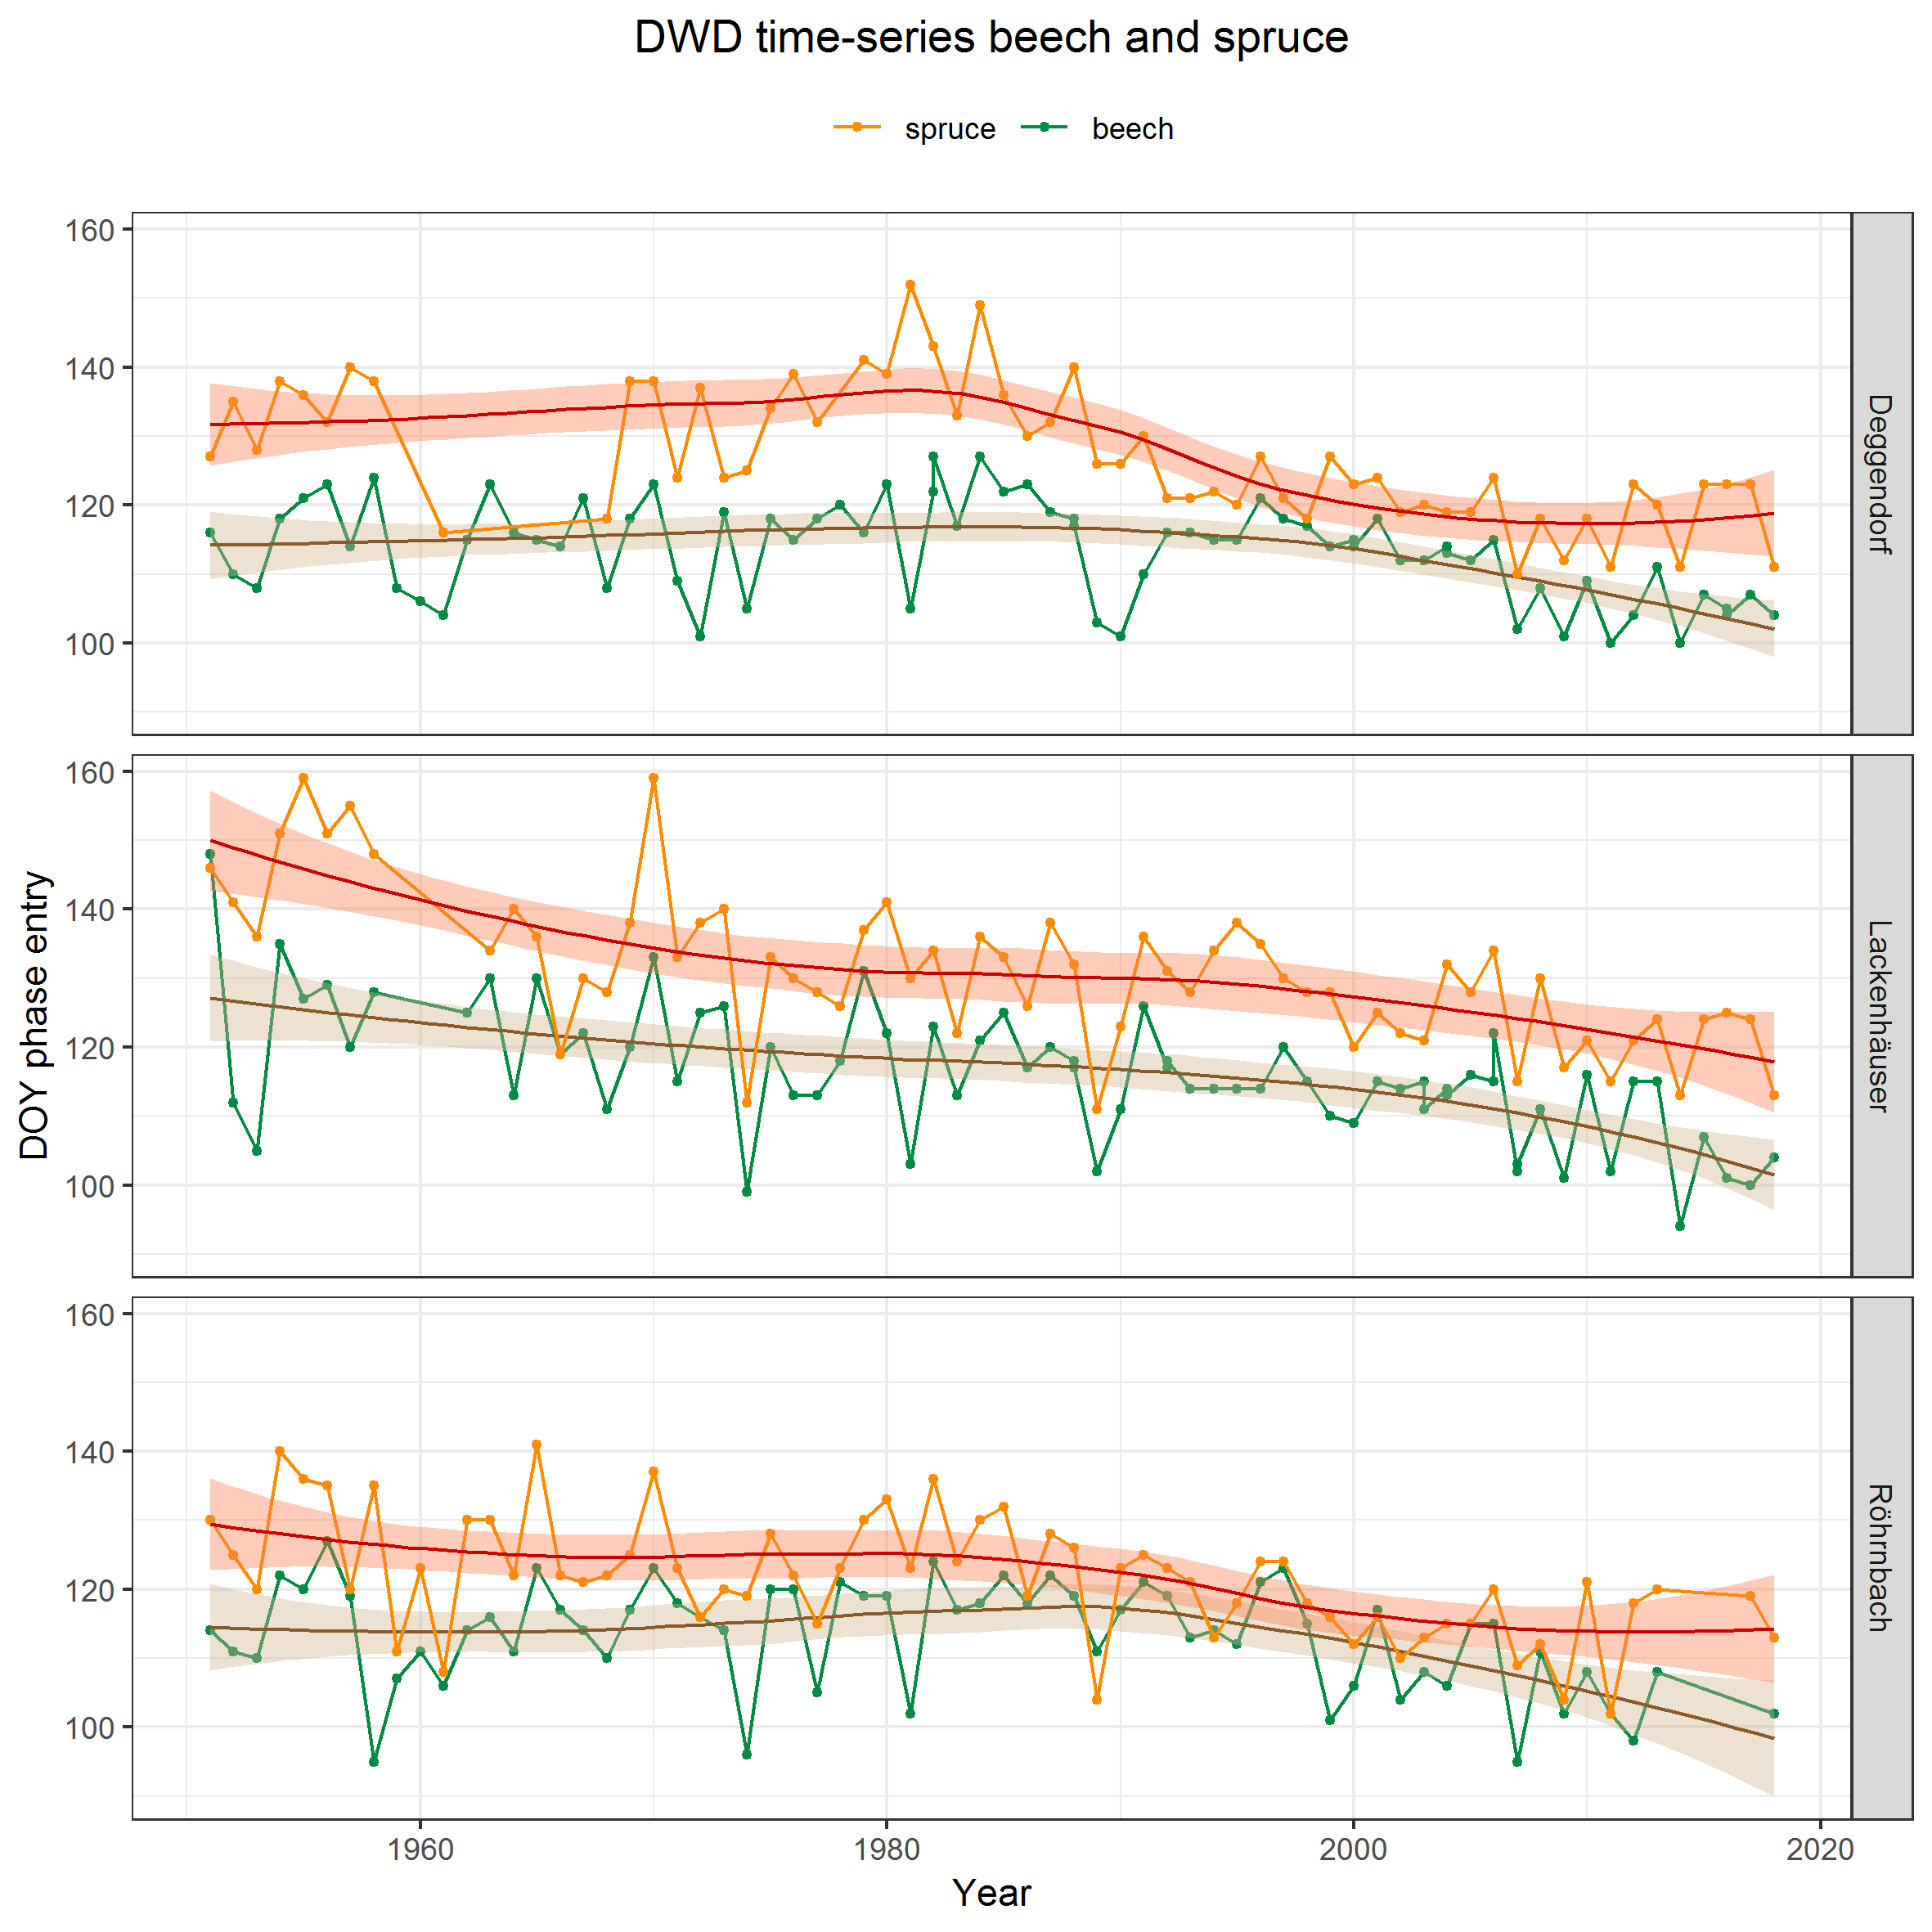 DWD time-series beech and spruce
spruce beech
160
140
120
100
Deggendorf
DOY phase entry
160
140
120
100
Lackenhäuser
160
140
120
100
Röhrnbach
1960 1980 2000 2020
Year